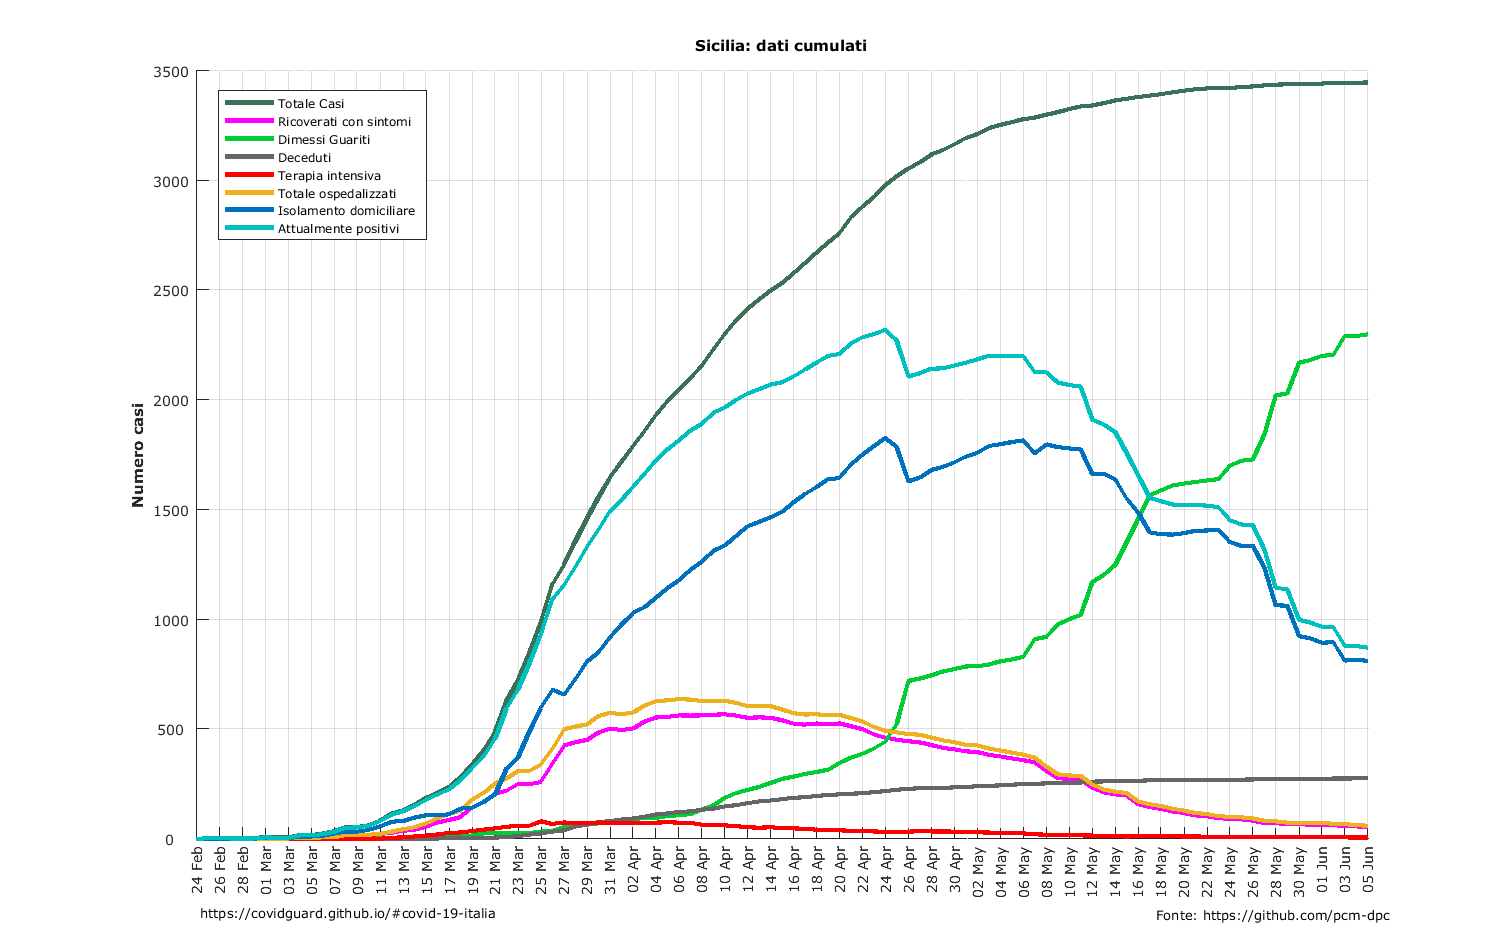 Sicilia: dati cumulati
Numero casi
3500
3000
2500
2000
1500
1000
500
0
Totale Casi
Ricoverati con sintomi
Dimessi Guariti
Deceduti
Terapia intensiva
Totale ospedalizzati
Isolamento domiciliare
Attualmente positivi
24 Feb
26 Feb
28 Feb
01 Mar
03 Mar
05 Mar
07 Mar
09 Mar
11 Mar
13 Mar
15 Mar
17 Mar
19 Mar
21 Mar
23 Mar
25 Mar
27 Mar
29 Mar
31 Mar
02 Apr
04 Apr
06 Apr
08 Apr
10 Apr
12 Apr
14 Apr
16 Apr
18 Apr
20 Apr
22 Apr
24 Apr
26 Apr
28 Apr
30 Apr
02 May
04 May
06 May
08 May
10 May
12 May
14 May
16 May
18 May
20 May
22 May
24 May
26 May
28 May
30 May
01 Jun
03 Jun
05 Jun
https://covidguard.github.io/#covid-19-italia
Fonte: https://github.com/pcm-dpc